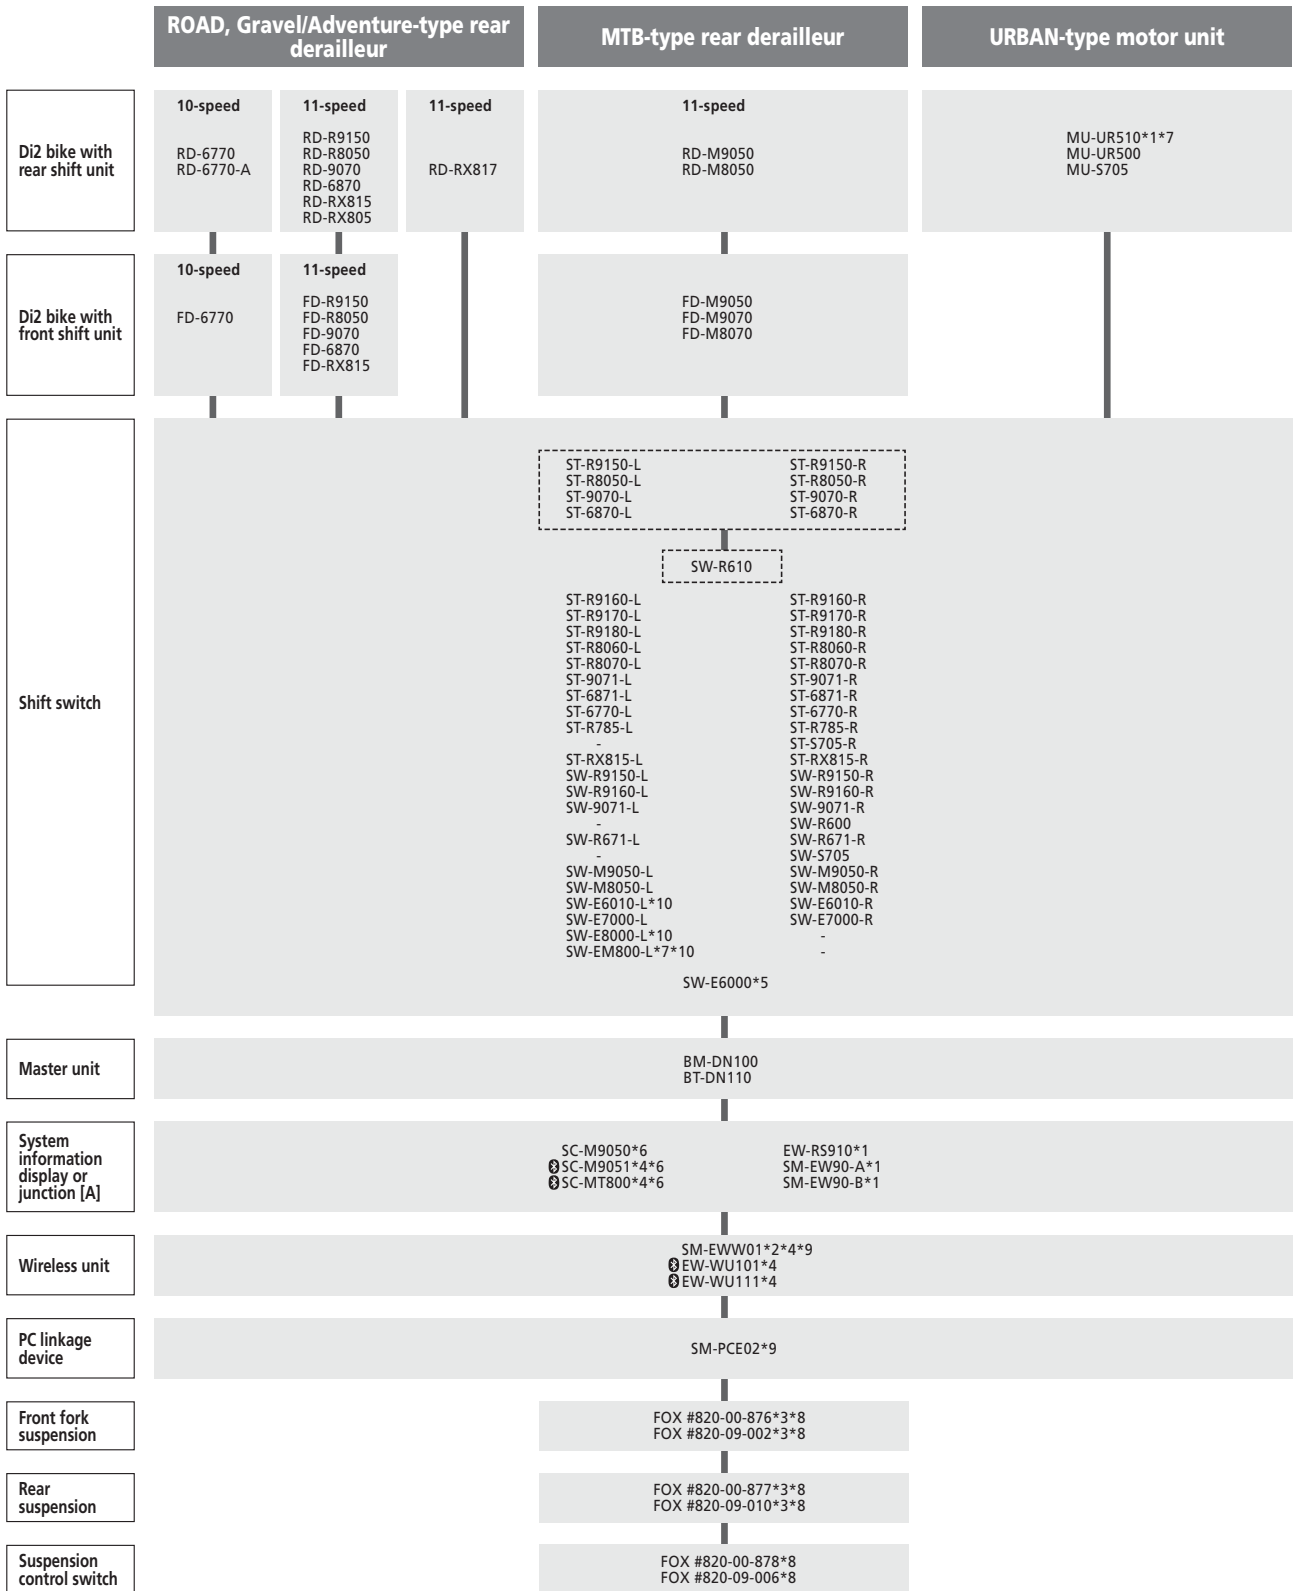 ROAD, Gravel/Adventure-type rear
derailleur
MTB-type rear derailleur
URBAN-type motor unit
Di2 bike with
rear shift unit
10-speed
RD-6770
RD-6770-A
11-speed
RD-R9150
RD-R8050
RD-9070
RD-6870
RD-RX815
RD-RX805
11-speed
RD-RX817
11-speed
RD-M9050
RD-M8050
MU-UR510*1*7
MU-UR500
MU-S705
Di2 bike with
front shift unit
10-speed
FD-6770
11-speed
FD-R9150
FD-R8050
FD-9070
FD-6870
FD-RX815
FD-M9050
FD-M9070
FD-M8070
Shift switch
ST-R9150-L ST-R9150-R
ST-R8050-L ST-R8050-R
ST-9070-L ST-9070-R
ST-6870-L ST-6870-R
SW-R610
ST-R9160-L ST-R9160-R
ST-R9170-L ST-R9170-R
ST-R9180-L ST-R9180-R
ST-R8060-L ST-R8060-R
ST-R8070-L ST-R8070-R
ST-9071-L ST-9071-R
ST-6871-L ST-6871-R
ST-6770-L ST-6770-R
ST-R785-L ST-R785-R
- ST-S705-R
ST-RX815-L ST-RX815-R
SW-R9150-L SW-R9150-R
SW-R9160-L SW-R9160-R
SW-9071-L SW-9071-R
- SW-R600
SW-R671-L SW-R671-R
- SW-S705
SW-M9050-L SW-M9050-R
SW-M8050-L SW-M8050-R
SW-E6010-L*10 SW-E6010-R
SW-E7000-L SW-E7000-R
SW-E8000-L*10 -
SW-EM800-L*7*10 -
SW-E6000*5
Master unit
BM-DN100
BT-DN110
System
information
display or
junction [A]
SC-M9050*6 EW-RS910*1
SC-M9051*4*6 SM-EW90-A*1
SC-MT800*4*6 SM-EW90-B*1
Wireless unit
SM-EWW01*2*4*9
EW-WU101*4
EW-WU111*4
PC linkage
device
SM-PCE02*9
Front fork
suspension
FOX #820-00-876*3*8
FOX #820-09-002*3*8
Rear
suspension
FOX #820-00-877*3*8
FOX #820-09-010*3*8
Suspension
control switch
FOX #820-00-878*8
FOX #820-09-006*8